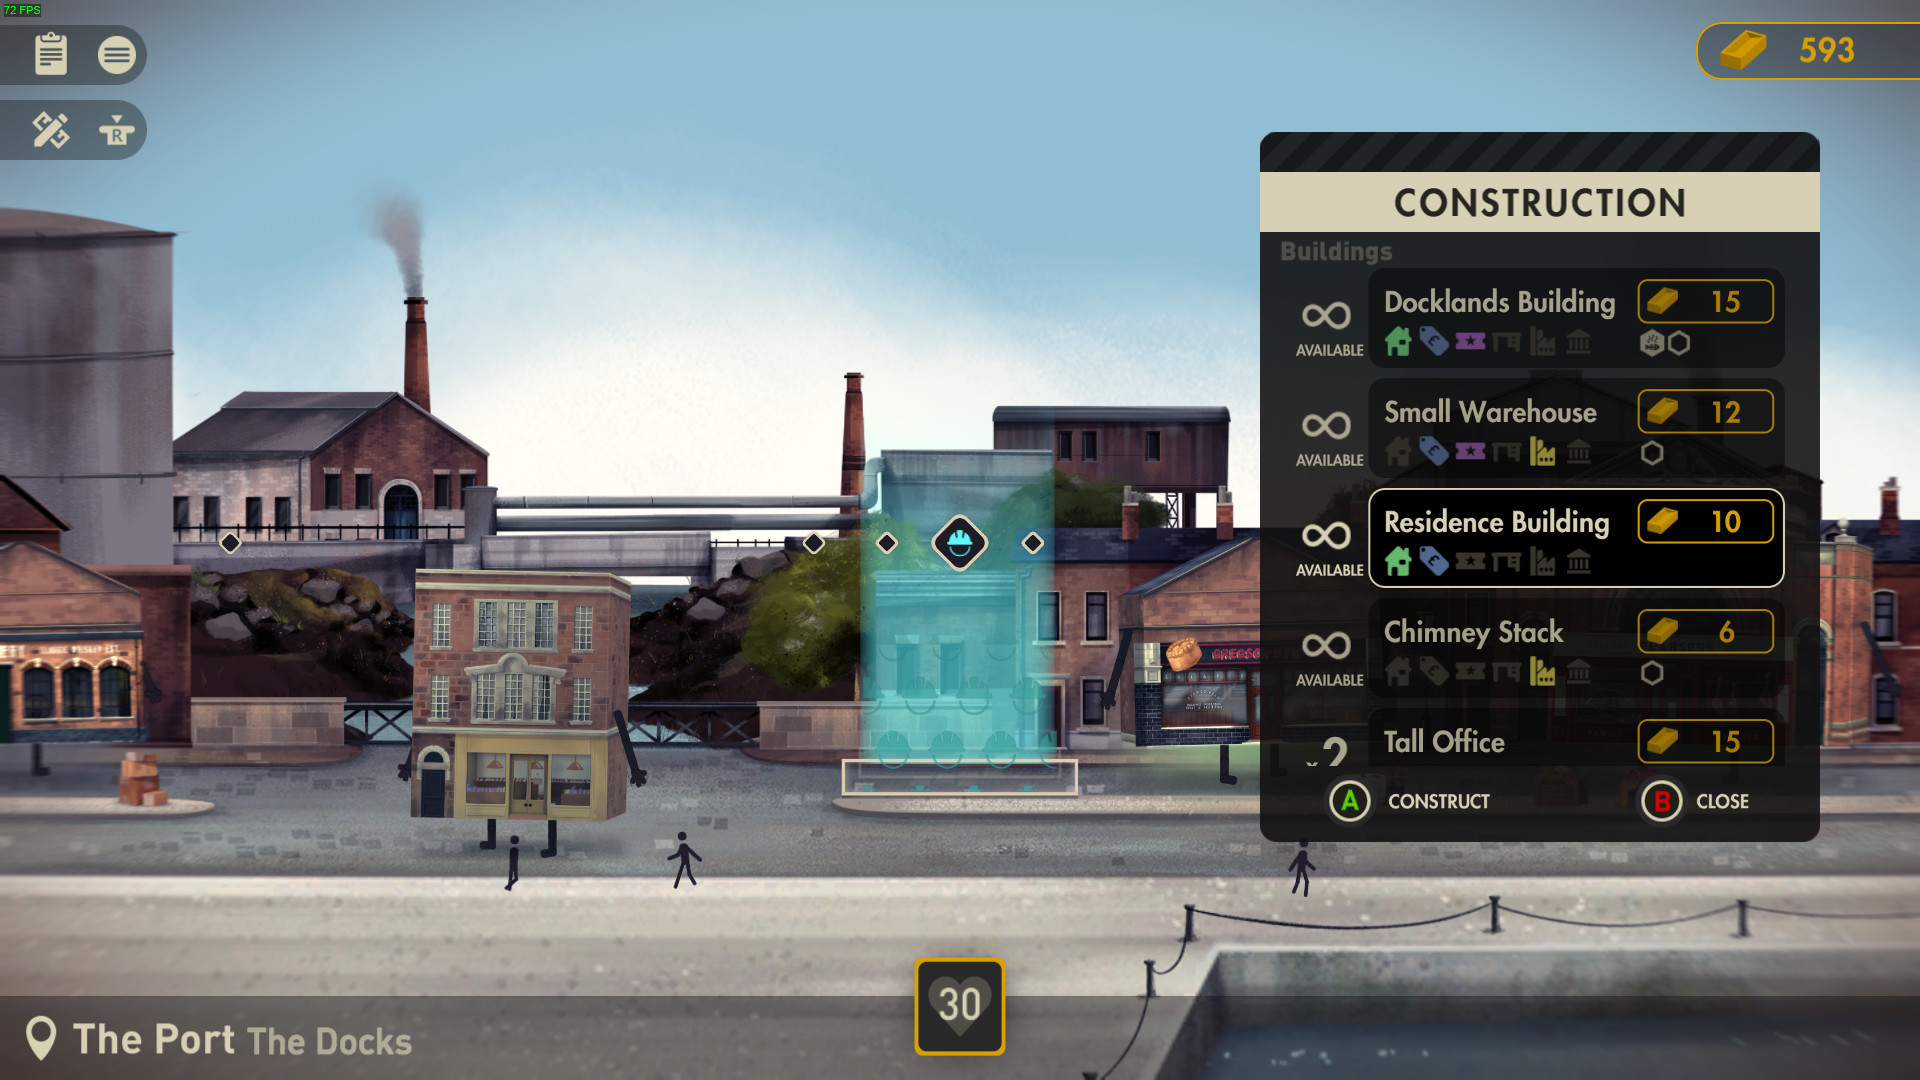 72 FPS
593
R
CONSTRUCTION
Buildings
Docklands Building 15
AVAILABLE
Small Warehouse 12
AVAILABLE
Residence Building 10
AVAILABLE
Chimney Stack 6
AVAILABLE
x2 Tall Office 15
A CONSTRUCT B CLOSE
30
The Port The Docks